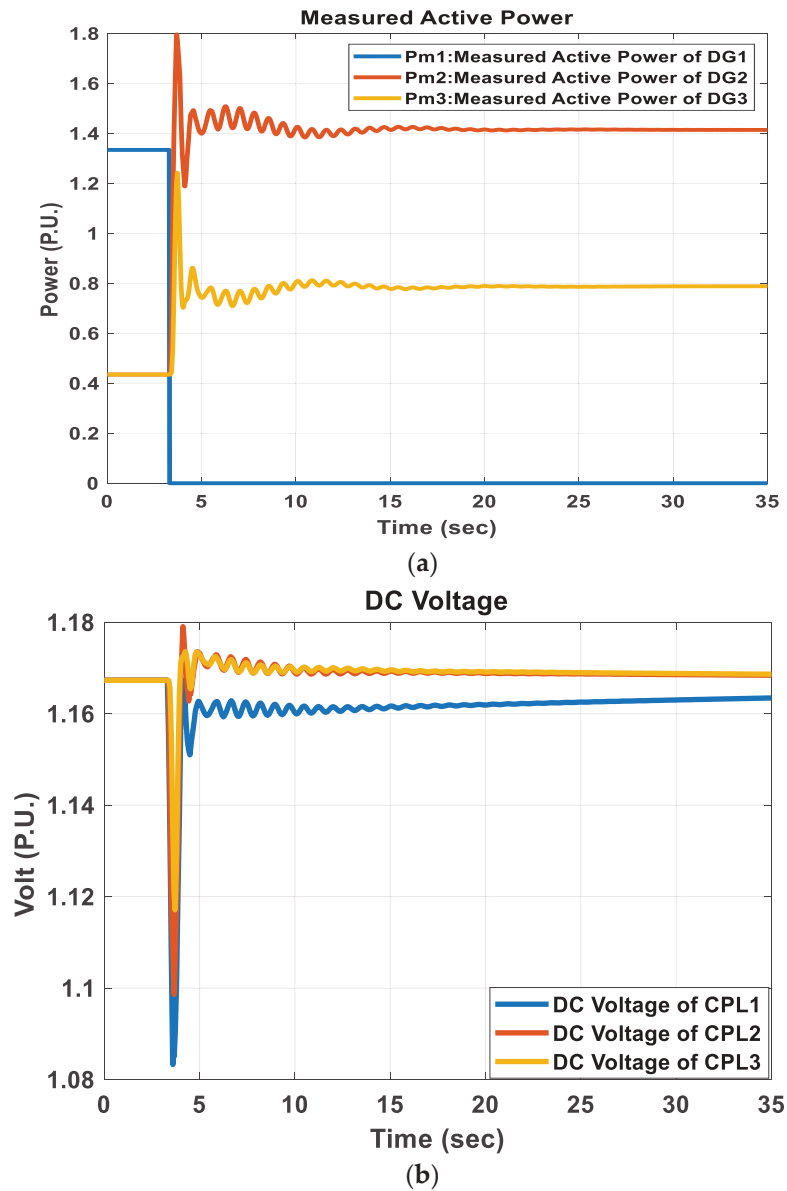 Measured Active Power
1.8
1.6
1.4
1.2
1
0.8
0.6
0.4
0.2
0
Power (P.U.)
Pm1:Measured Active Power of DG1
Pm2:Measured Active Power of DG2
Pm3:Measured Active Power of DG3
0 5 10 15 20 25 30 35
Time (sec)
(a)
DC Voltage
1.18
1.16
1.14
1.12
1.1
1.08
Volt (P.U.)
DC Voltage of CPL1
DC Voltage of CPL2
DC Voltage of CPL3
0 5 10 15 20 25 30 35
Time (sec)
(b)